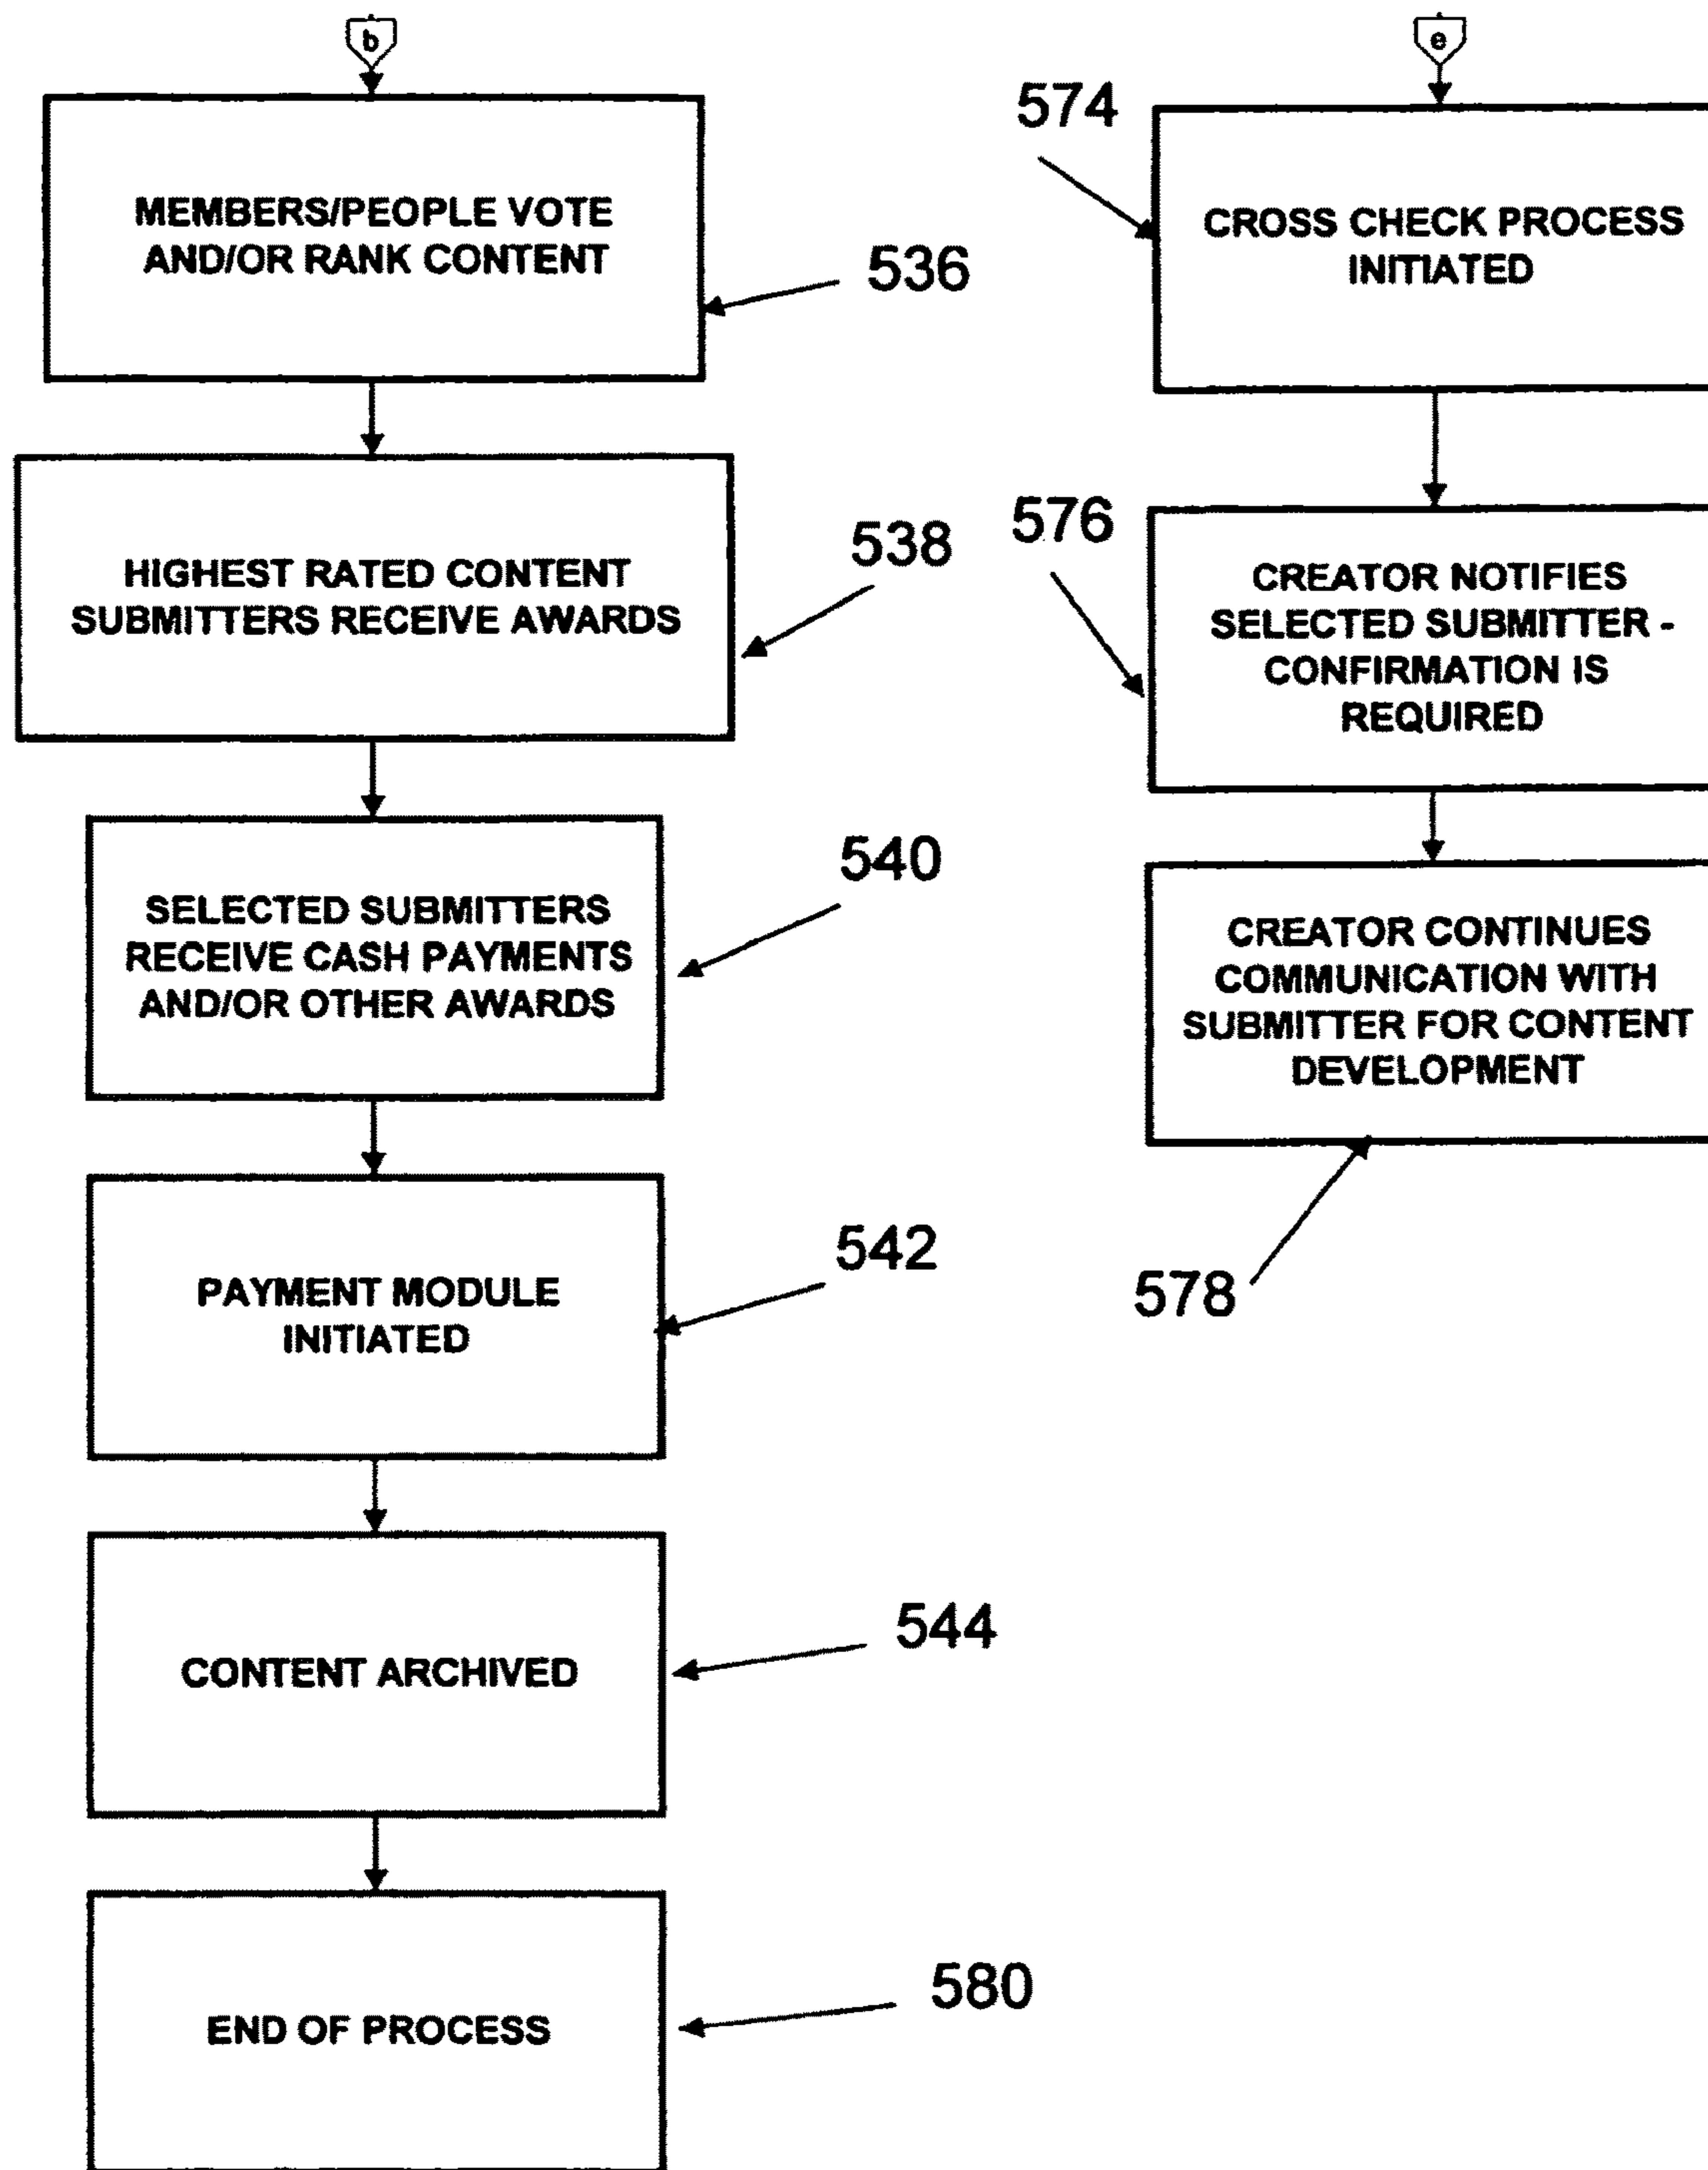 b
MEMBERS/PEOPLE VOTE
AND/OR RANK CONTENT
536
HIGHEST RATED CONTENT
SUBMITTERS RECEIVE AWARDS
538
SELECTED SUBMITTERS
RECEIVE CASH PAYMENTS
AND/OR OTHER AWARDS
540
PAYMENT MODULE
INITIATED
542
CONTENT ARCHIVED
544
END OF PROCESS
580
e
574
CROSS CHECK PROCESS
INITIATED
576
CREATOR NOTIFIES
SELECTED SUBMITTER -
CONFIRMATION IS
REQUIRED
CREATOR CONTINUES
COMMUNICATION WITH
SUBMITTER FOR CONTENT
DEVELOPMENT
578